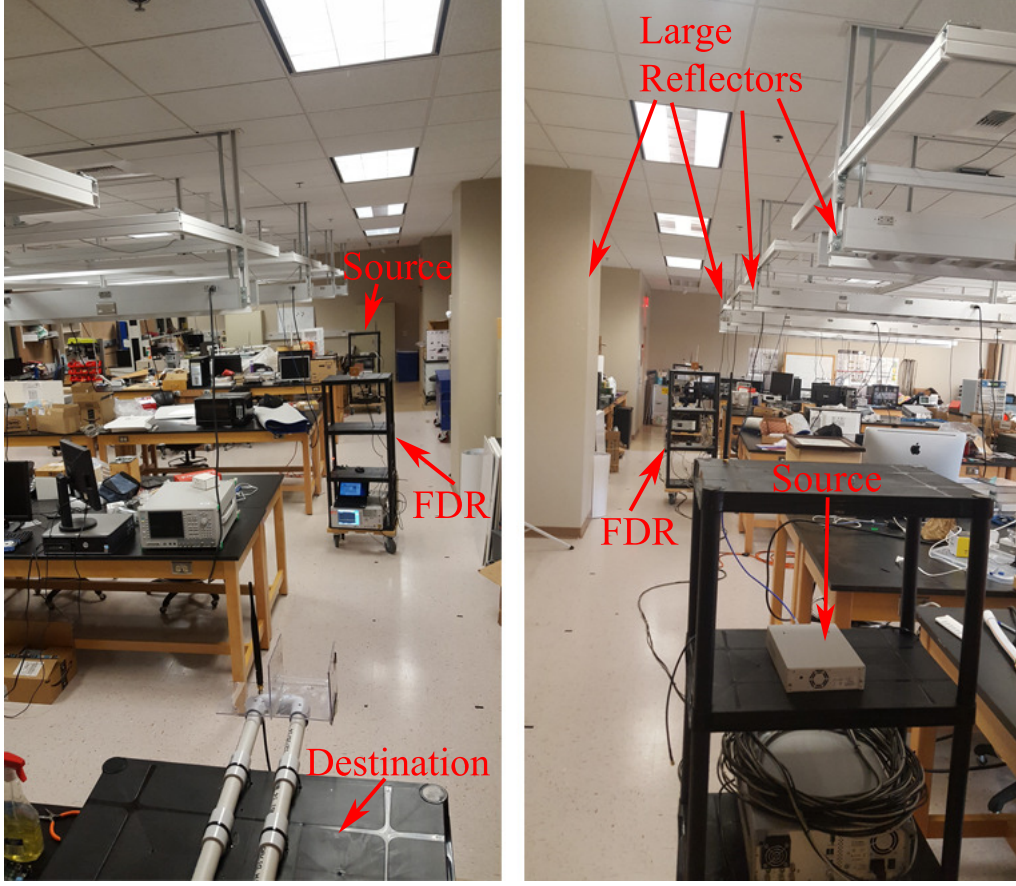 Source
FDR
Destination
Large
Reflectors
Source
FDR